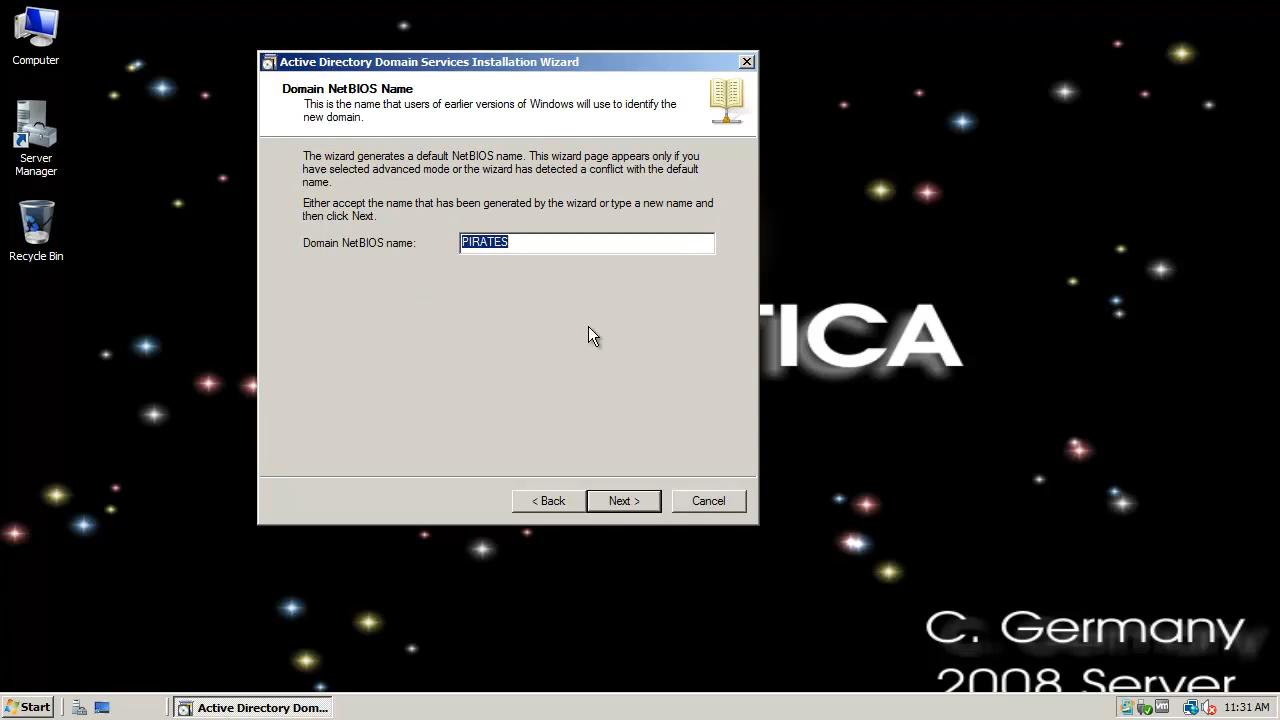 Computer
Server
Manager
Recycle Bin
Active Directory Domain Services Installation Wizard
Domain NetBIOS Name
This is the name that users of earlier versions of Windows will use to identify the
new domain.
The wizard generates a default NetBIOS name. This wizard page appears only if you
have selected advanced mode or the wizard has detected a conflict with the default
name.
Either accept the name that has been generated by the wizard or type a new name and
then click Next.
Domain NetBIOS name: PIRATES
< Back Next > Cancel
TICA
C. Germany
2008 Server
Start Active Directory Dom... 11:31 AM